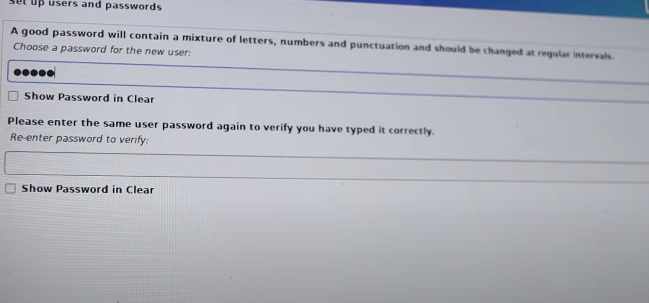 Set up users and passwords
A good password will contain a mixture of letters, numbers and punctuation and should be changed at regular intervals.
Choose a password for the new user:
●●●●●
Show Password in Clear
Please enter the same user password again to verify you have typed it correctly.
Re-enter password to verify:
Show Password in Clear